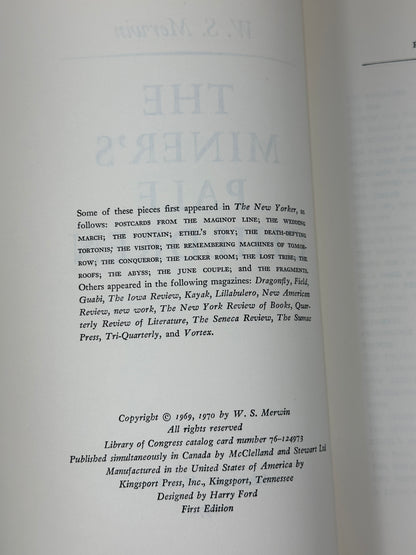 W. S. Merwin
THE
MINER'S
PALE
Some of these pieces first appeared in The New Yorker, as
follows: POSTCARDS FROM THE MAGINOT LINE; THE WEDDING
MARCH; THE FOUNTAIN; ETHEL'S STORY; THE DEATH-DEFYING
TORTONIS; THE VISITOR; THE REMEMBERING MACHINES OF TOMOR-
ROW; THE CONQUEROR; THE LOCKER ROOM; THE LOST TRIBE; THE
ROOFS; THE ABYSS; THE JUNE COUPLE; and THE FRAGMENTS.
Others appeared in the following magazines: Dragonfly, Field,
Guabi, The Iowa Review, Kayak, Lillabulero, New American
Review, new work, The New York Review of Books, Quar-
terly Review of Literature, The Seneca Review, The Sumac
Press, Tri-Quarterly, and Vortex.
Copyright © 1969, 1970 by W. S. Merwin
All rights reserved
Library of Congress catalog card number 76-124973
Published simultaneously in Canada by McClelland and Stewart Ltd
Manufactured in the United States of America by
Kingsport Press, Inc., Kingsport, Tennessee
Designed by Harry Ford
First Edition